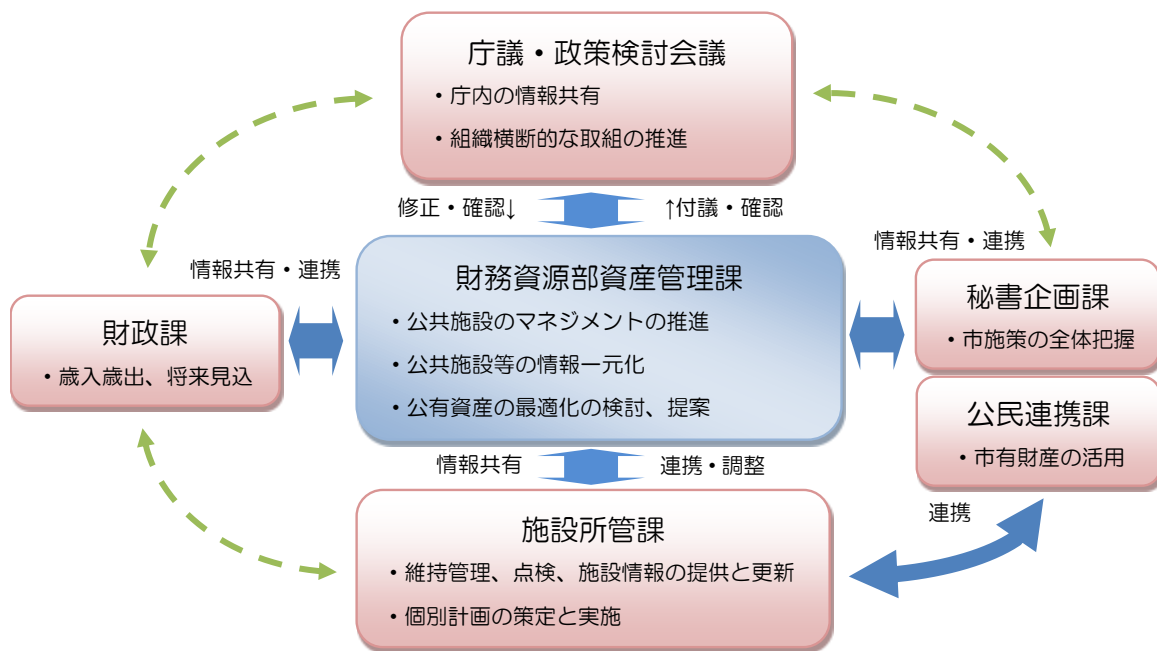 庁議・政策検討会議
・庁内の情報共有
・組織横断的な取組の推進
修正・確認↓
↑付議・確認
情報共有・連携
情報共有・連携
財務資源部資産管理課
・公共施設のマネジメントの推進
・公共施設等の情報一元化
・公有資産の最適化の検討、提案
財政課
・歳入歳出、将来見込
秘書企画課
・市施策の全体把握
公民連携課
・市有財産の活用
情報共有
連携・調整
連携
施設所管課
・維持管理、点検、施設情報の提供と更新
・個別計画の策定と実施